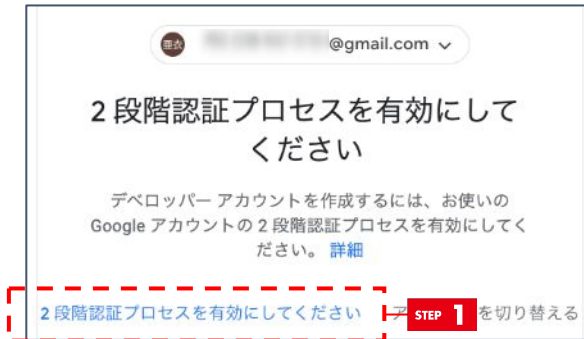 亜衣 @gmail.com
2 段階認証プロセスを有効にして
ください
デベロッパー アカウントを作成するには、お使いの
Google アカウントの 2 段階認証プロセスを有効にしてく
ださい。 詳細
2 段階認証プロセスを有効にしてください ア STEP 1 を切り替える